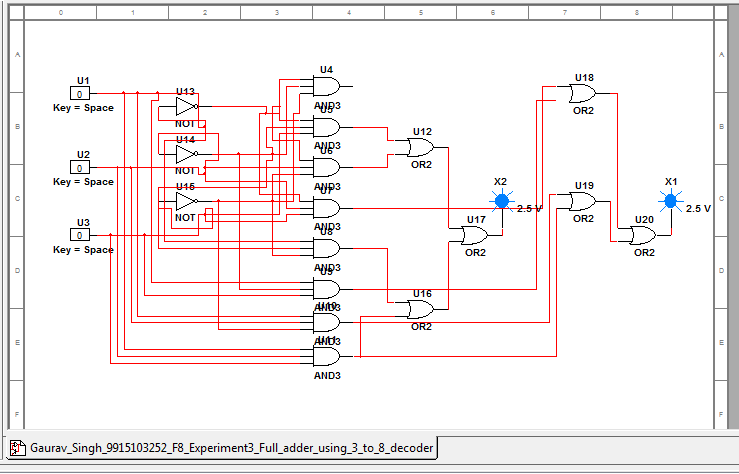 0 1 2 3 4 5 6 7 8
A A
B B
C C
D D
E E
F F
U1
0
Key = Space
U2
0
Key = Space
U3
0
Key = Space
U13
NOT
U14
NOT
U15
NOT
U4
AND3
U5
AND3
U6
AND3
AND3
U8
AND3
U9
AND3
U10
AND3
U11
AND3
U12
OR2
U16
OR2
U17
OR2
X2
2.5 V
U18
OR2
U19
OR2
U20
OR2
X1
2.5 V
Gaurav_Singh_9915103252_F8_Experiment3_Full_adder_using_3_to_8_decoder